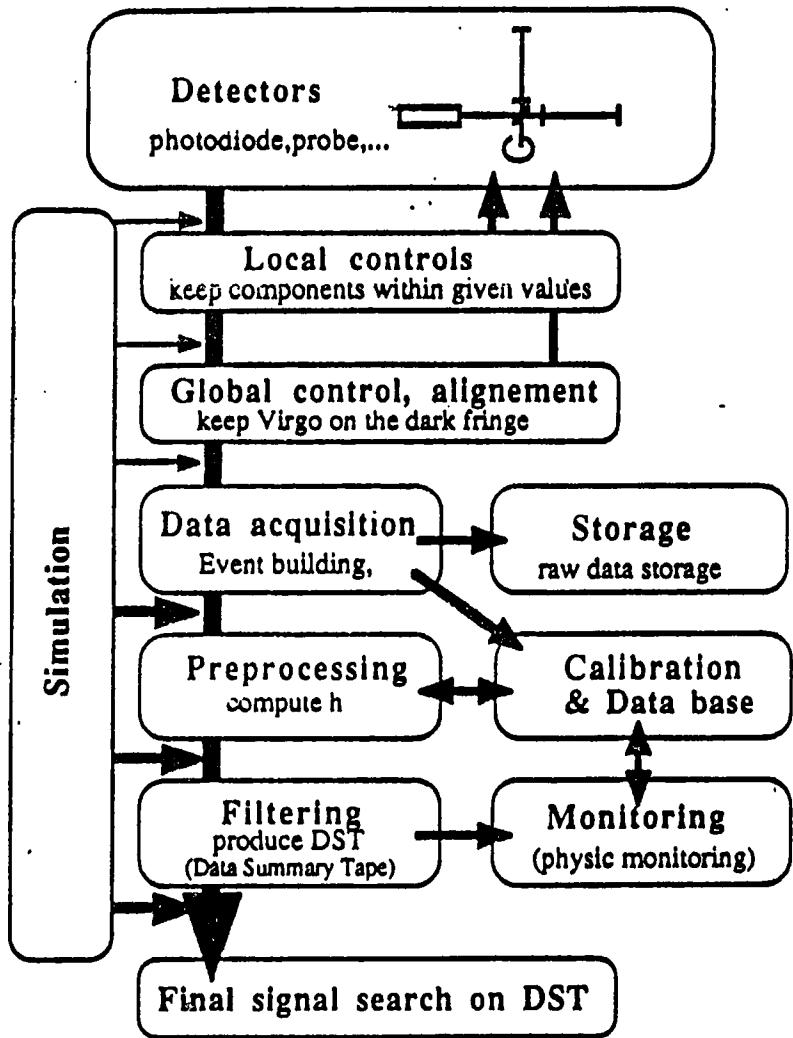 Detectors
photodiode,probe,...
Local controls
keep components within given values
Global control, alignement
keep Virgo on the dark fringe
Data acquisition
Event building,
Storage
raw data storage
Simulation
Preprocessing
compute h
Calibration
& Data base
Filtering
produce DST
(Data Summary Tape)
Monitoring
(physic monitoring)
Final signal search on DST